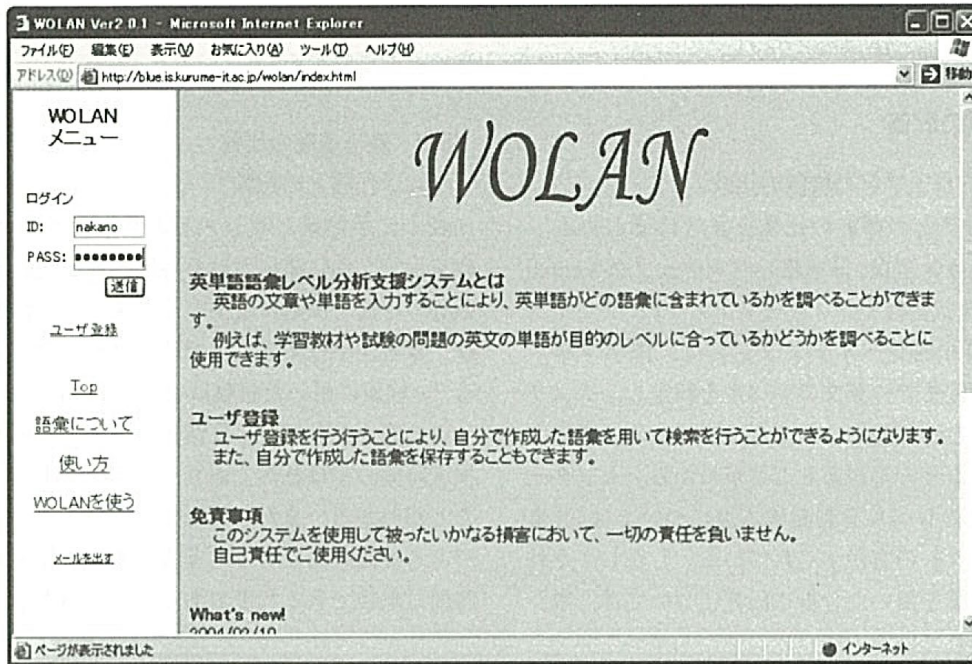 WOLAN Ver2.0.1 - Microsoft Internet Explorer
ファイル(F) 編集(E) 表示(V) お気に入り(A) ツール(T) ヘルプ(H)
アドレス(D) http://blue.is.kurume-it.ac.jp/wolan/index.html 移動
WOLAN
メニュー
ログイン
ID: nakano
PASS: ●●●●●●●●
送信
ユーザ登録
Top
語彙について
使い方
WOLANを使う
メールを出す
WOLAN
英単語語彙レベル分析支援システムとは
英語の文章や単語を入力することにより、英単語がどの語彙に含まれているかを調べることができま
す。
例えば、学習教材や試験の問題の英文の単語が目的のレベルに合っているかどうかを調べることに
使用できます。
ユーザ登録
ユーザ登録を行う行うことにより、自分で作成した語彙を用いて検索を行うことができるようになります。
また、自分で作成した語彙を保存することもできます。
免責事項
このシステムを使用して被ったいかなる損害において、一切の責任を負いません。
自己責任でご使用ください。
What's new!
2004/02/10
ページが表示されました インターネット